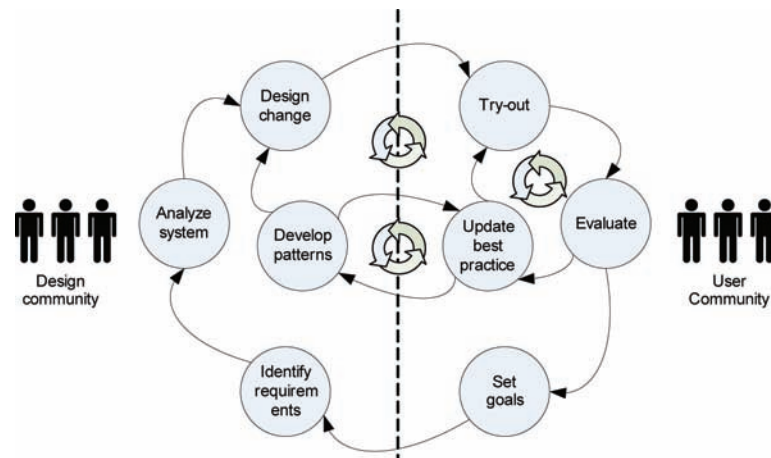 Design
change
Try-out
Analyze
system
Develop
patterns
Update
best
practice
Evaluate
Design
community
User
Community
Identify
requirem
ents
Set
goals